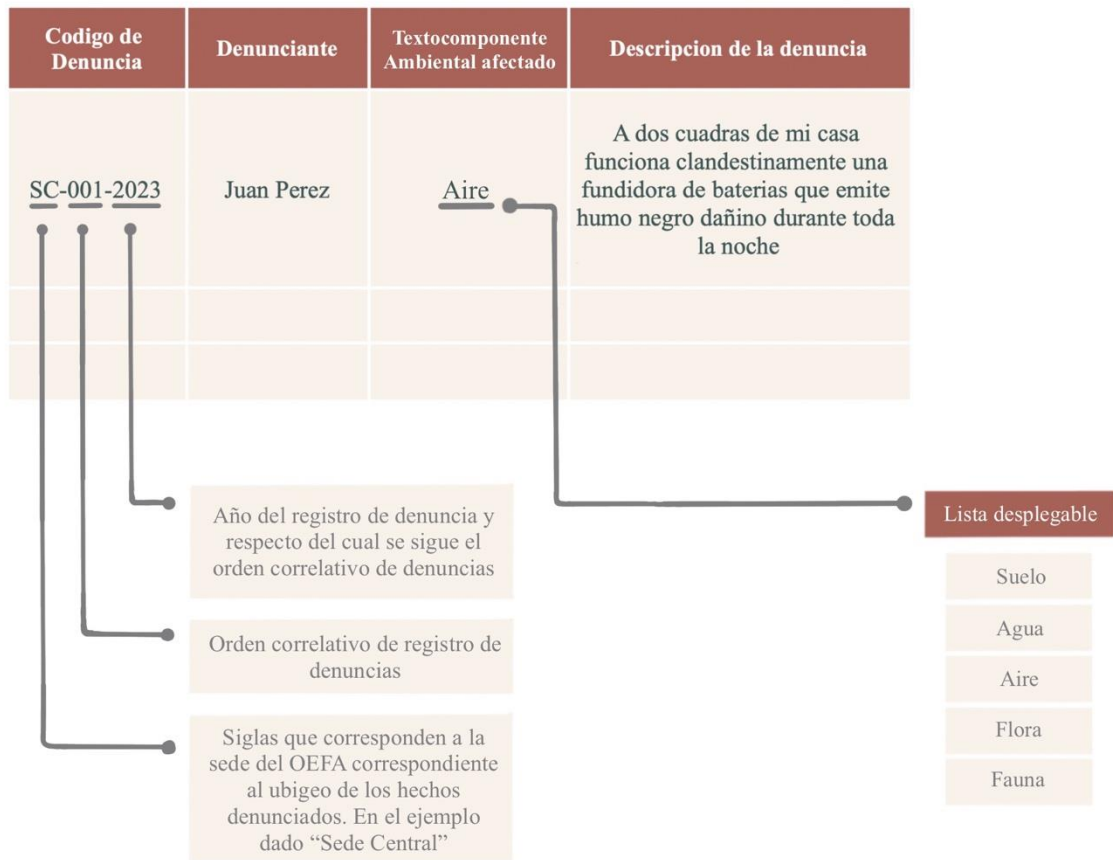 Codigo de
Denuncia
Denunciante
Textocomponente
Ambiental afectado
Descripcion de la denuncia
SC-001-2023
Juan Perez
Aire
A dos cuadras de mi casa
funciona clandestinamente una
fundidora de baterias que emite
humo negro dañino durante toda
la noche
Año del registro de denuncia y
respecto del cual se sigue el
orden correlativo de denuncias
Orden correlativo de registro de
denuncias
Siglas que corresponden a la
sede del OEFA correspondiente
al ubigeo de los hechos
denunciados. En el ejemplo
dado “Sede Central”
Lista desplegable
Suelo
Agua
Aire
Flora
Fauna